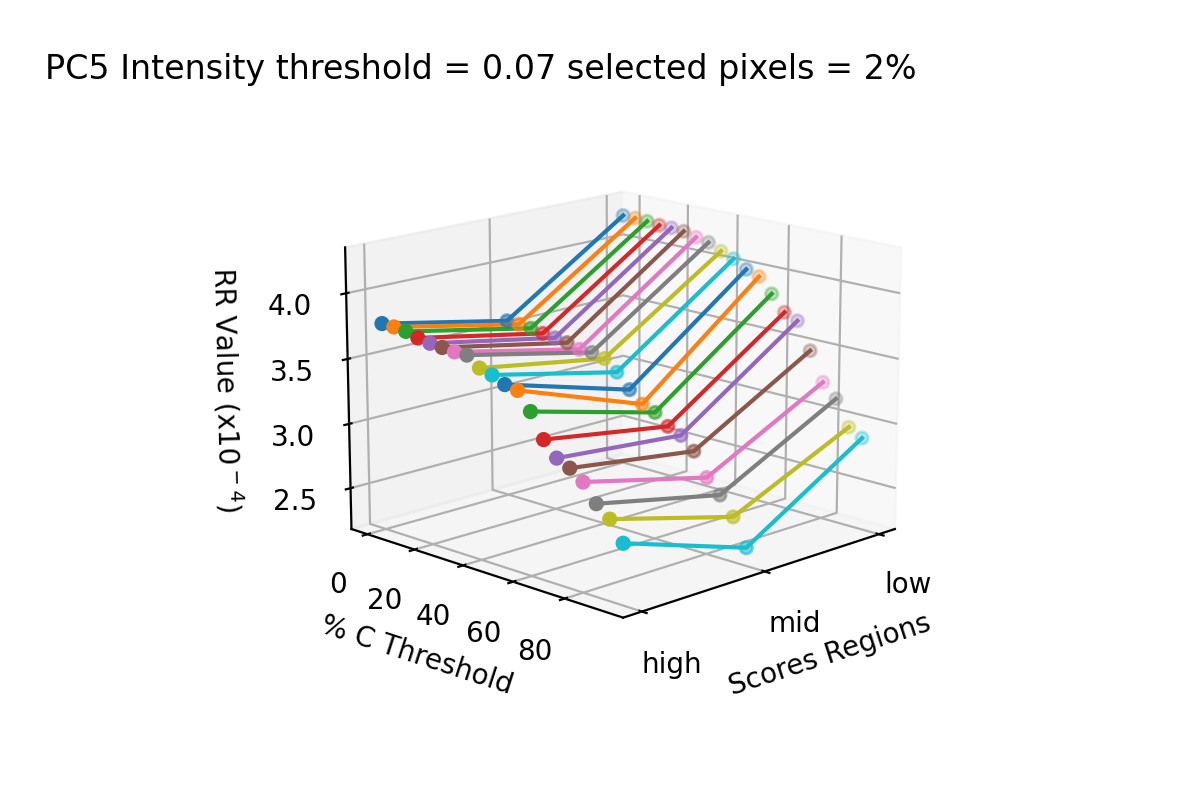 PC5 Intensity threshold = 0.07 selected pixels = 2%
RR Value (x10⁻⁴)
4.0
3.5
3.0
2.5
0
20
40
60
80
% C Threshold
high
mid
low
Scores Regions